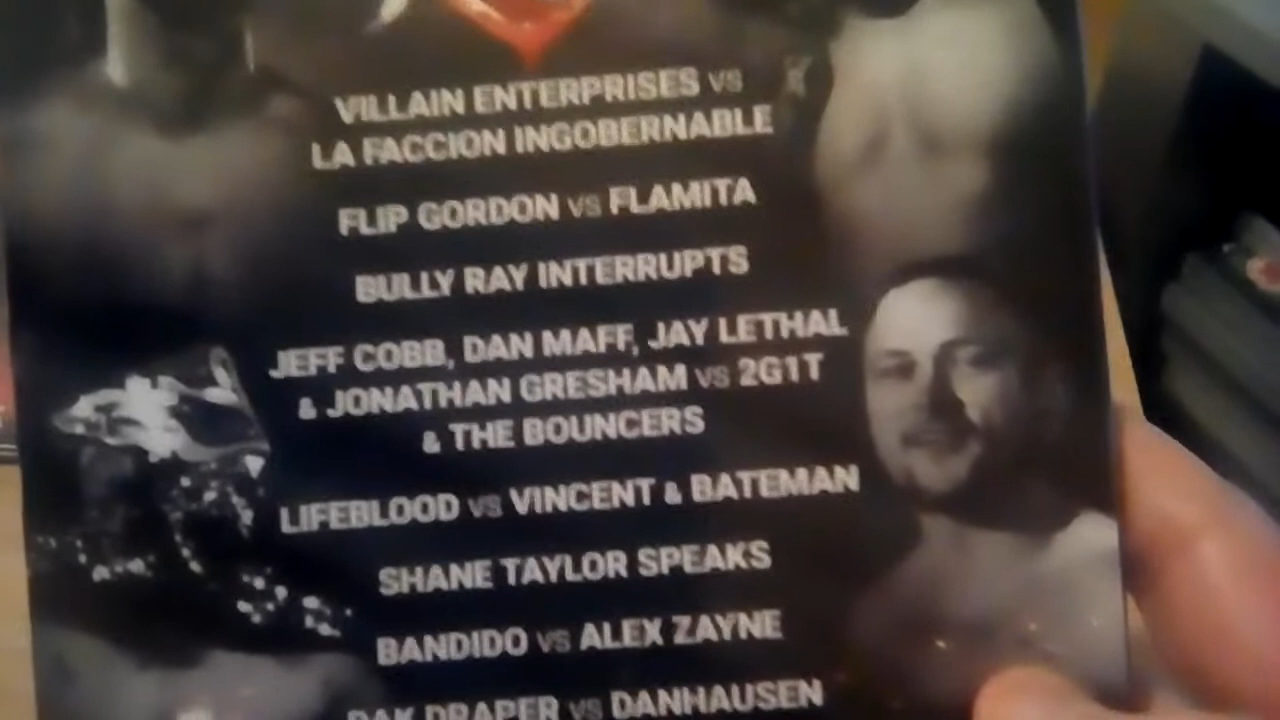 VILLAIN ENTERPRISES VS
LA FACCION INGOBERNABLE
FLIP GORDON VS FLAMITA
BULLY RAY INTERRUPTS
JEFF COBB, DAN MAFF, JAY LETHAL
& JONATHAN GRESHAM VS 2G1T
& THE BOUNCERS
LIFEBLOOD VS VINCENT & BATEMAN
SHANE TAYLOR SPEAKS
BANDIDO VS ALEX ZAYNE
DAK DRAPER VS DANHAUSEN